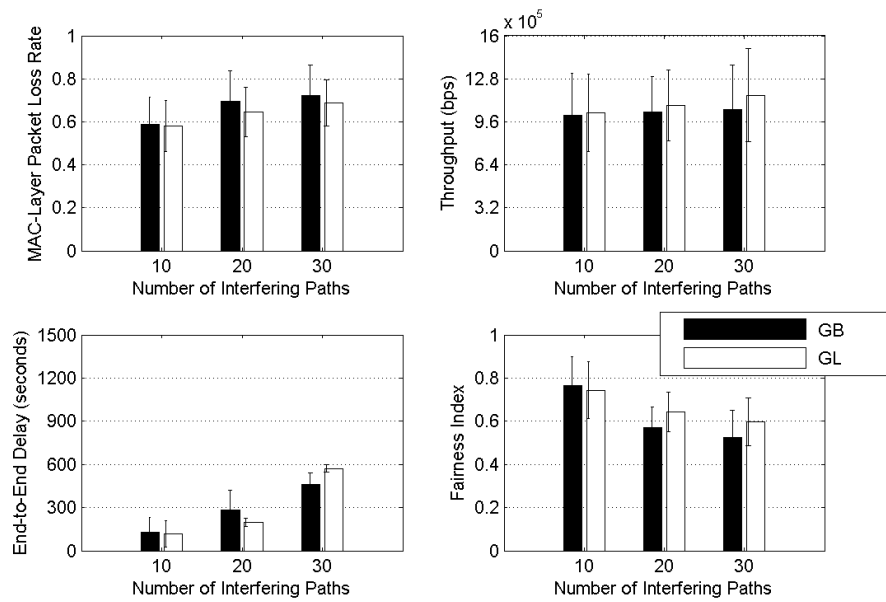 MAC-Layer Packet Loss Rate
1
0.8
0.6
0.4
0.2
0
10 20 30
Number of Interfering Paths
x 10^5
Throughput (bps)
16
12.8
9.6
6.4
3.2
0
10 20 30
Number of Interfering Paths
End-to-End Delay (seconds)
1500
1200
900
600
300
0
10 20 30
Number of Interfering Paths
GB
GL
Fairness Index
1
0.8
0.6
0.4
0.2
0
10 20 30
Number of Interfering Paths